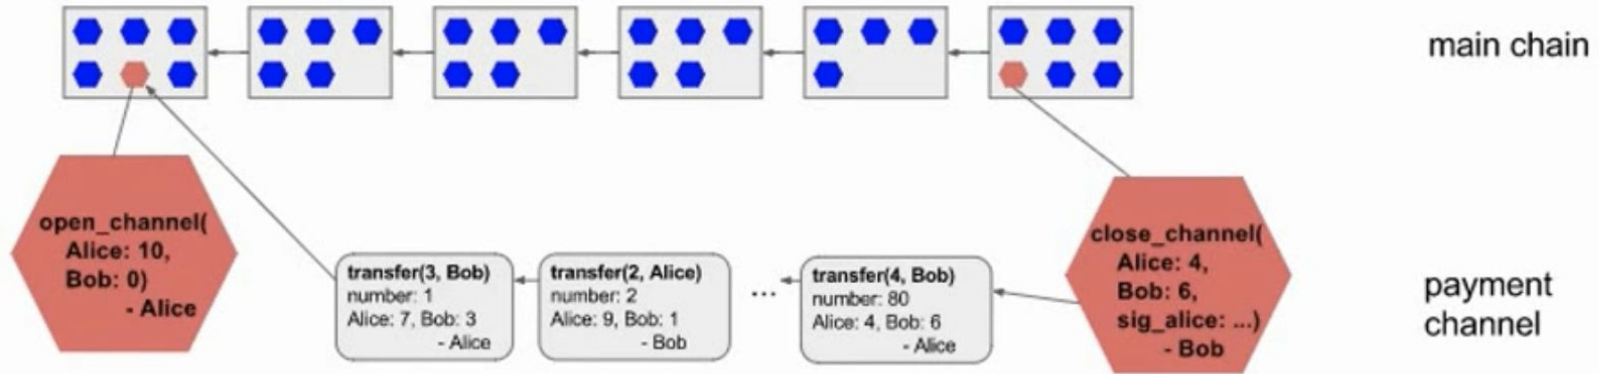 main chain
open_channel(
Alice: 10,
Bob: 0)
- Alice
transfer(3, Bob)
number: 1
Alice: 7, Bob: 3
- Alice
transfer(2, Alice)
number: 2
Alice: 9, Bob: 1
- Bob
...
transfer(4, Bob)
number: 80
Alice: 4, Bob: 6
- Alice
close_channel(
Alice: 4,
Bob: 6,
sig_alice: ...)
- Bob
payment
channel